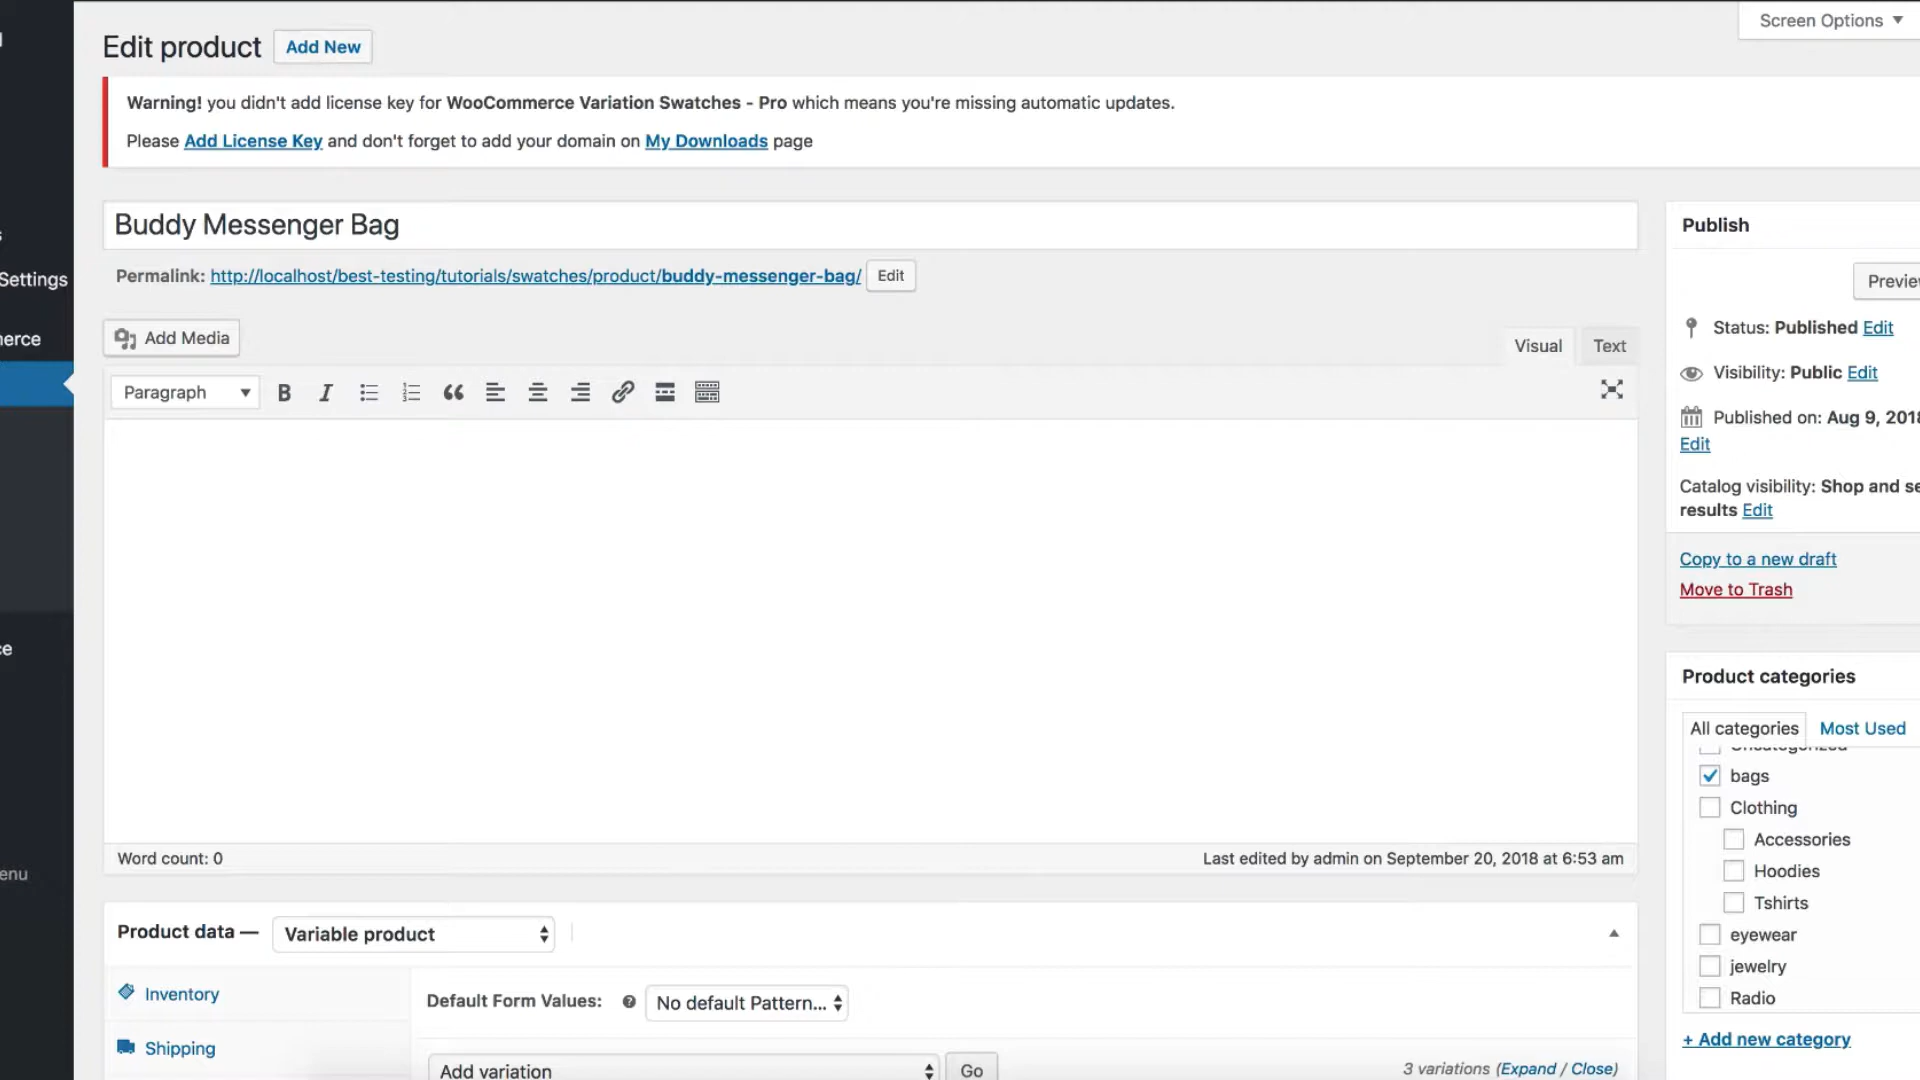 Screen Options
Edit product
Add New
Warning! you didn't add license key for WooCommerce Variation Swatches - Pro which means you're missing automatic updates.
Please Add License Key and don't forget to add your domain on My Downloads page
Buddy Messenger Bag
Permalink: http://localhost/best-testing/tutorials/swatches/product/buddy-messenger-bag/ Edit
Settings
Add Media
Visual
Text
Paragraph
Word count: 0
Last edited by admin on September 20, 2018 at 6:53 am
Product data —
Variable product
Inventory
Shipping
Default Form Values:
No default Pattern...
Add variation
Go
3 variations (Expand / Close)
Publish
Status: Published Edit
Visibility: Public Edit
Published on: Aug 9, 2018
Edit
Catalog visibility: Shop and
results Edit
Copy to a new draft
Move to Trash
Product categories
All categories
Most Used
bags
Clothing
Accessories
Hoodies
Tshirts
eyewear
jewelry
Radio
+ Add new category